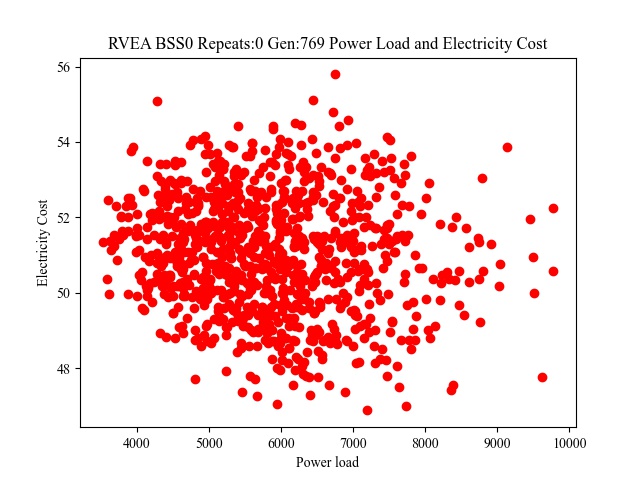 RVEA BSS0 Repeats:0 Gen:769 Power Load and Electricity Cost
56
54
52
50
48
Electricity Cost
4000 5000 6000 7000 8000 9000 10000
Power load